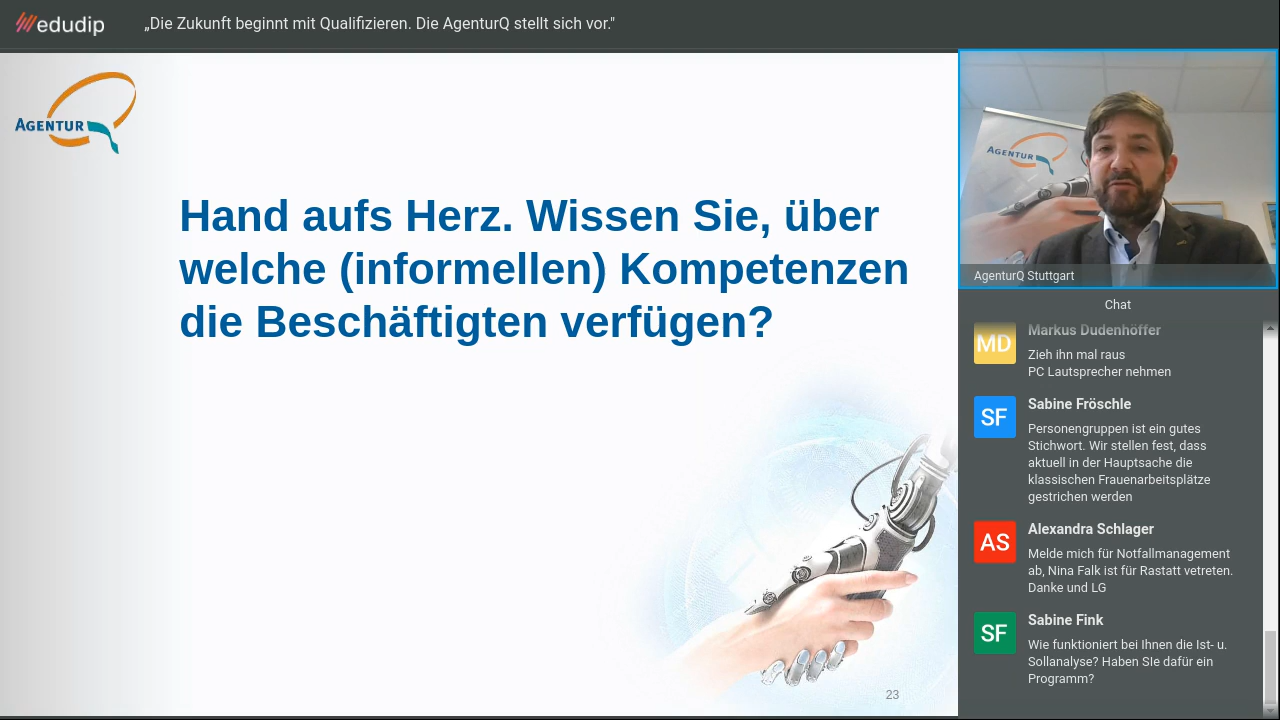 edudip
„Die Zukunft beginnt mit Qualifizieren. Die AgenturQ stellt sich vor."
AGENTUR
Hand aufs Herz. Wissen Sie, über
welche (informellen) Kompetenzen
die Beschäftigten verfügen?
23
AGENTUR
AgenturQ Stuttgart
Chat
MD
Markus Dudenhöffer
Zieh ihn mal raus
PC Lautsprecher nehmen
SF
Sabine Fröschle
Personengruppen ist ein gutes
Stichwort. Wir stellen fest, dass
aktuell in der Hauptsache die
klassischen Frauenarbeitsplätze
gestrichen werden
AS
Alexandra Schlager
Melde mich für Notfallmanagement
ab, Nina Falk ist für Rastatt vetreten.
Danke und LG
SF
Sabine Fink
Wie funktioniert bei Ihnen die Ist- u.
Sollanalyse? Haben SIe dafür ein
Programm?